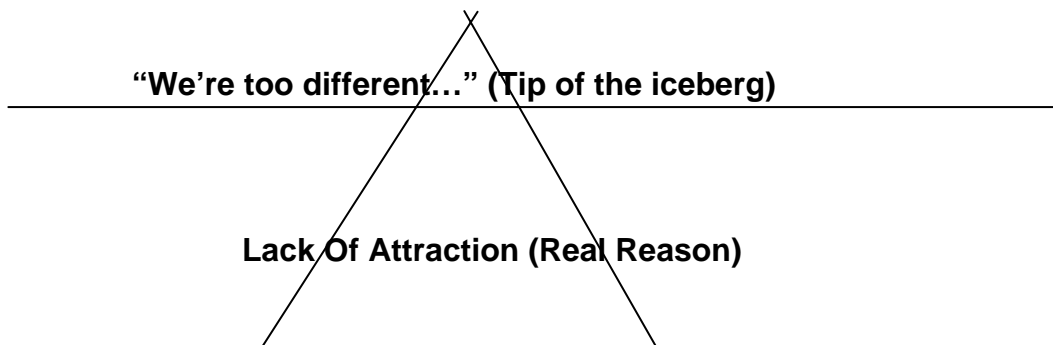 “We’re too different…” (Tip of the iceberg)
Lack Of Attraction (Real Reason)